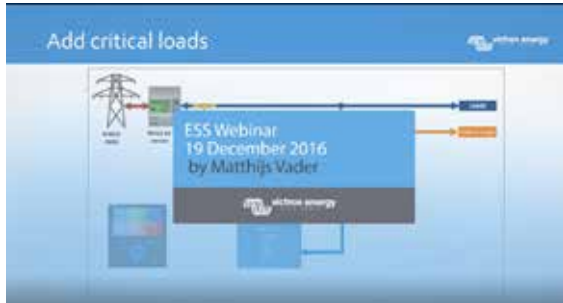 Add critical loads
victron energy
ESS Webinar
19 December 2016
by Matthijs Vader
victron energy